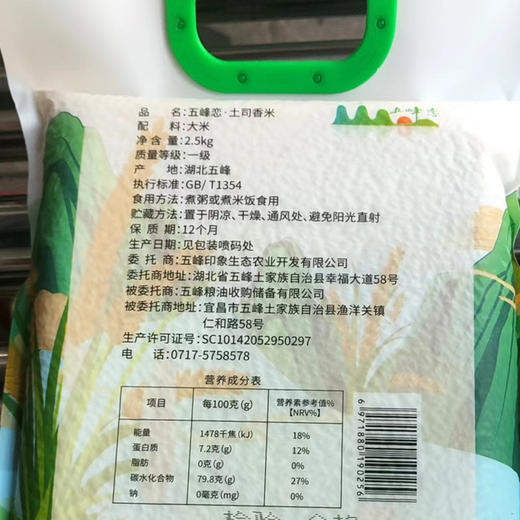 五峰恋
品名:五峰恋·土司香米
配料:大米
净含量:2.5kg
质量等级:一级
产地:湖北五峰
执行标准:GB/T1354
食用方法:煮粥或煮米饭食用
贮藏方法:置于阴凉、干燥、通风处、避免阳光直射
保质期:12个月
生产日期:见包装喷码处
委托商:五峰印象生态农业开发有限公司
委托商地址:湖北省五峰土家族自治县幸福大道58号
被委托商:五峰粮油收购储备有限公司
被委托商地址:宜昌市五峰土家族自治县渔洋关镇
仁和路58号
生产许可证号:SC10142052950297
电话:0717-5758578
营养成分表
项目 每100克(g) 营养素参考值%
[NRV%]
能量 1478千焦(kJ) 18%
蛋白质 7.2克(g) 12%
脂肪 0克(g) 0%
碳水化合物 79.8克(g) 27%
钠 0毫克(mg) 0%
6971880190256